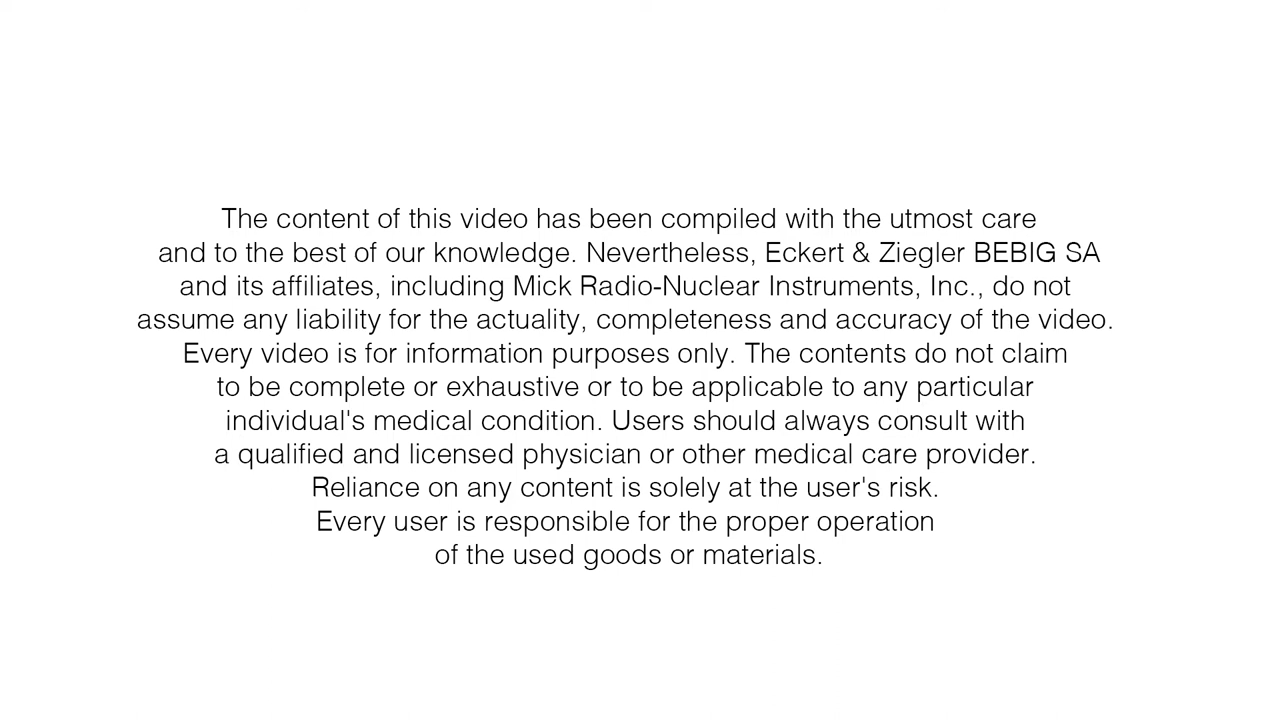 The content of this video has been compiled with the utmost care
and to the best of our knowledge. Nevertheless, Eckert & Ziegler BEBIG SA
and its affiliates, including Mick Radio-Nuclear Instruments, Inc., do not
assume any liability for the actuality, completeness and accuracy of the video.
Every video is for information purposes only. The contents do not claim
to be complete or exhaustive or to be applicable to any particular
individual's medical condition. Users should always consult with
a qualified and licensed physician or other medical care provider.
Reliance on any content is solely at the user's risk.
Every user is responsible for the proper operation
of the used goods or materials.